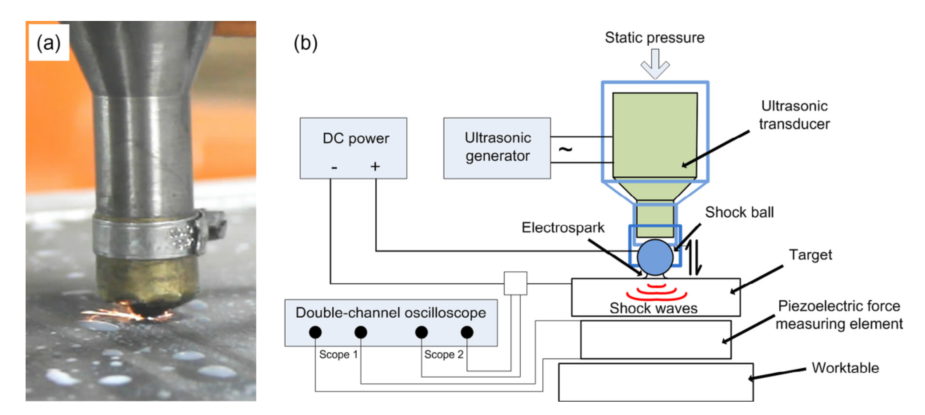 (a)
(b)
Static pressure
Ultrasonic
transducer
DC power
- +
Ultrasonic
generator
~
Shock ball
Electrospark
Target
Shock waves
Double-channel oscilloscope
Scope 1
Scope 2
Piezoelectric force
measuring element
Worktable